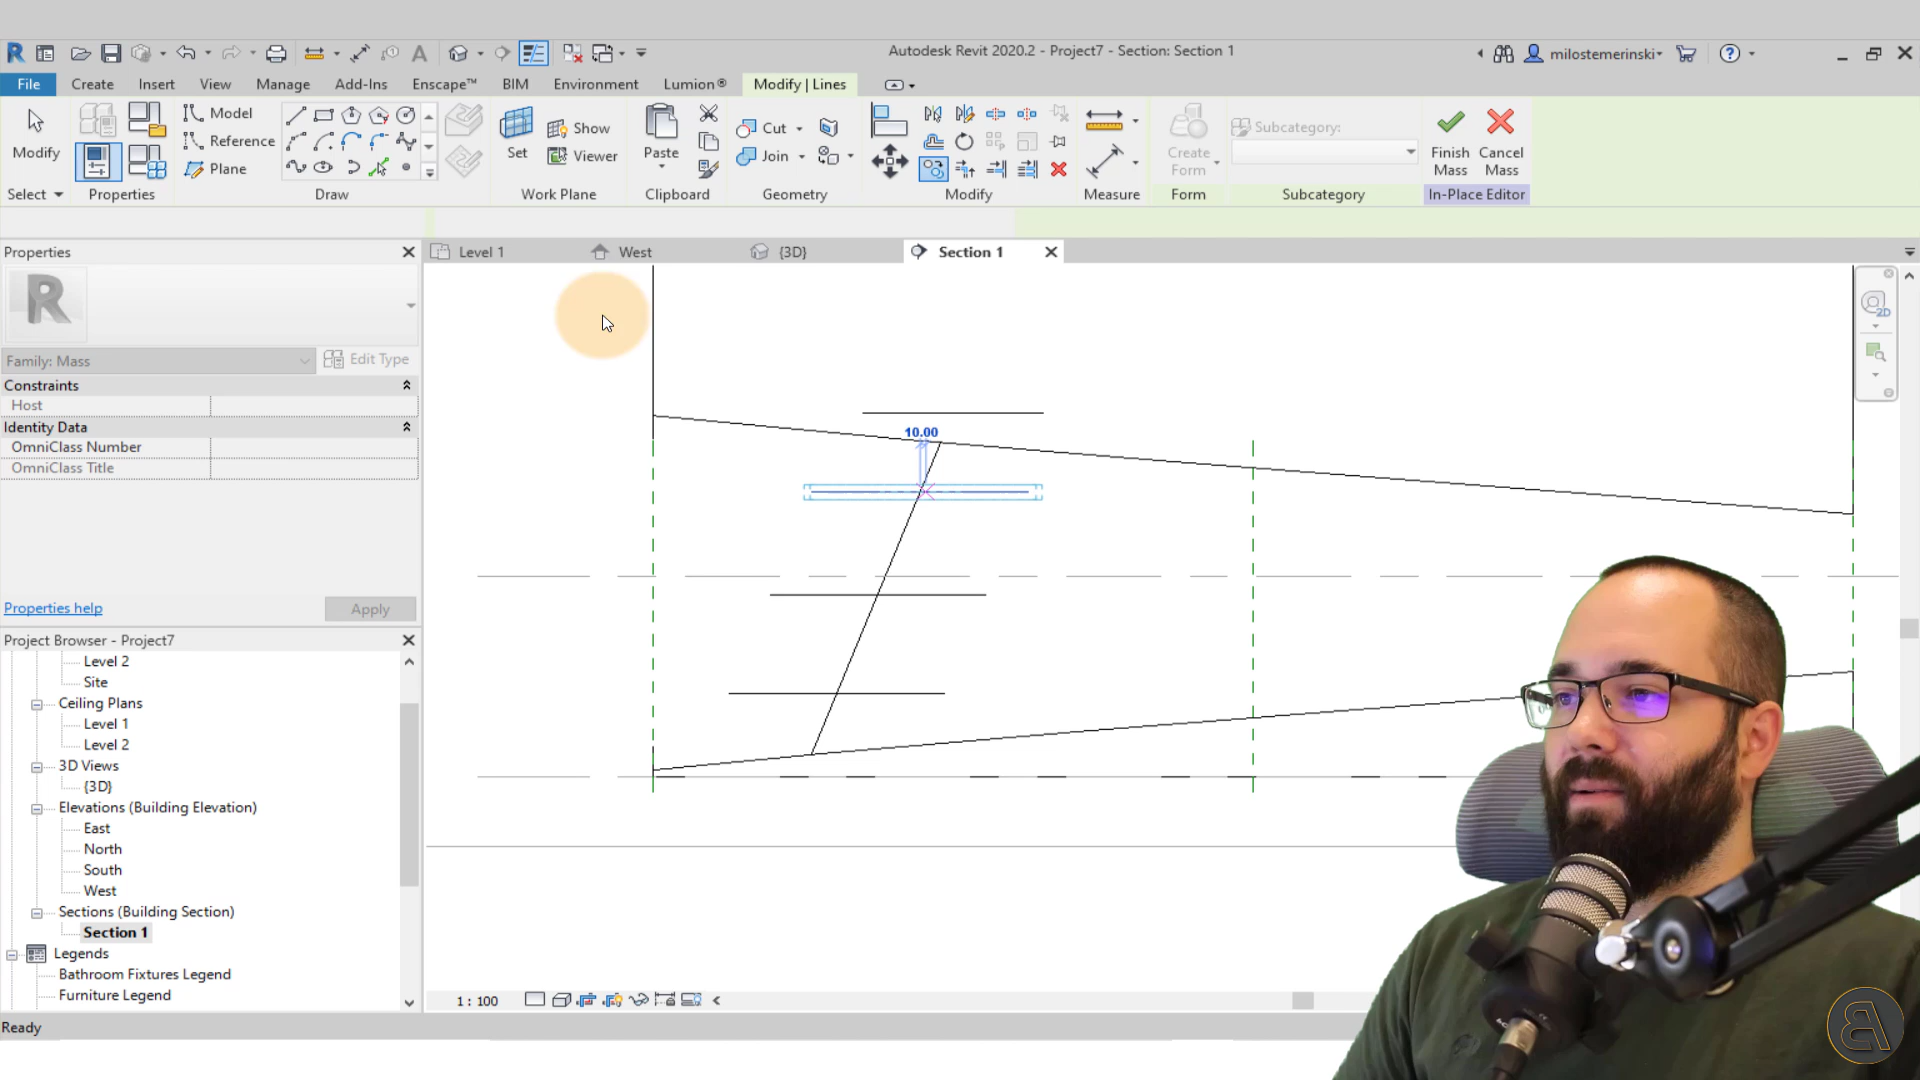 Autodesk Revit 2020.2 - Project7 - Section: Section 1
milostemerinski
File Create Insert View Manage Add-Ins Enscape™ BIM Environment Lumion® Modify | Lines
Modify
Properties
Select
Model
Reference
Plane
Draw
Set
Show
Viewer
Work Plane
Paste
Clipboard
Cut
Join
Geometry
Modify
Measure
Create
Form
Form
Subcategory:
Subcategory
Finish
Mass
Cancel
Mass
In-Place Editor
Properties
Level 1
West
{3D}
Section 1
R
Family: Mass
Edit Type
Constraints
Host
Identity Data
OmniClass Number
OmniClass Title
Properties help
Apply
10.00
2D
Project Browser - Project7
Level 2
Site
Ceiling Plans
Level 1
Level 2
3D Views
{3D}
Elevations (Building Elevation)
East
North
South
West
Sections (Building Section)
Section 1
Legends
Bathroom Fixtures Legend
Furniture Legend
1 : 100
Ready